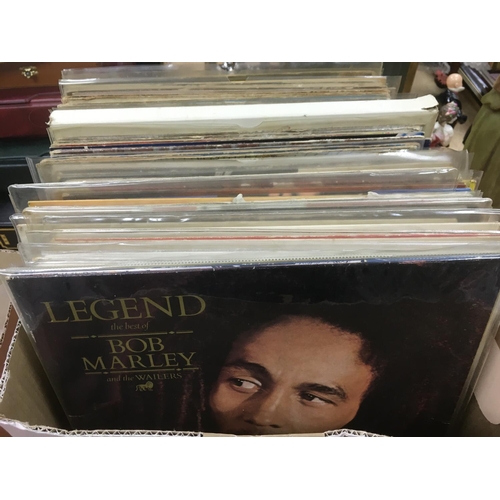 LEGEND
the best of
BOB
MARLEY
and the WAILERS